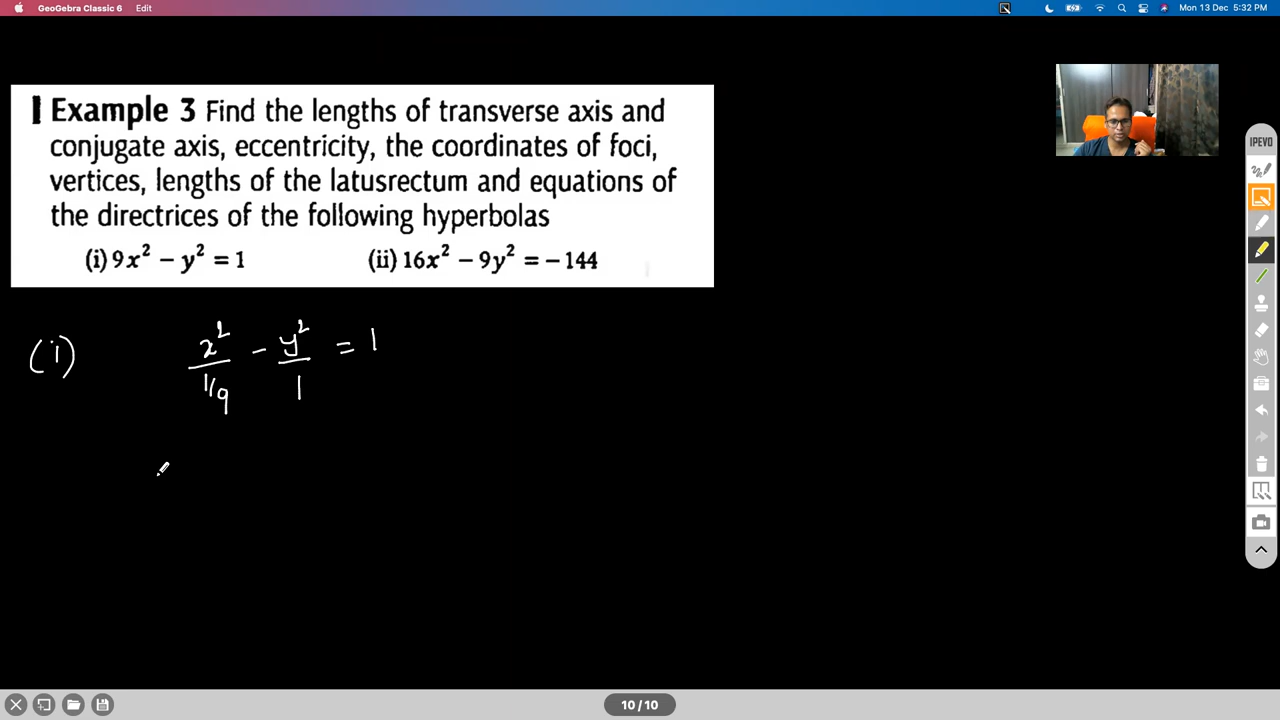 GeoGebra Classic 6 Edit Mon 13 Dec 5:32 PM
Example 3 Find the lengths of transverse axis and
conjugate axis, eccentricity, the coordinates of foci,
vertices, lengths of the latusrectum and equations of
the directrices of the following hyperbolas
(i) 9x² − y² = 1 (ii) 16x² − 9y² = − 144
IPEVO
(i) x²/(1/9) − y²/1 = 1
10 / 10